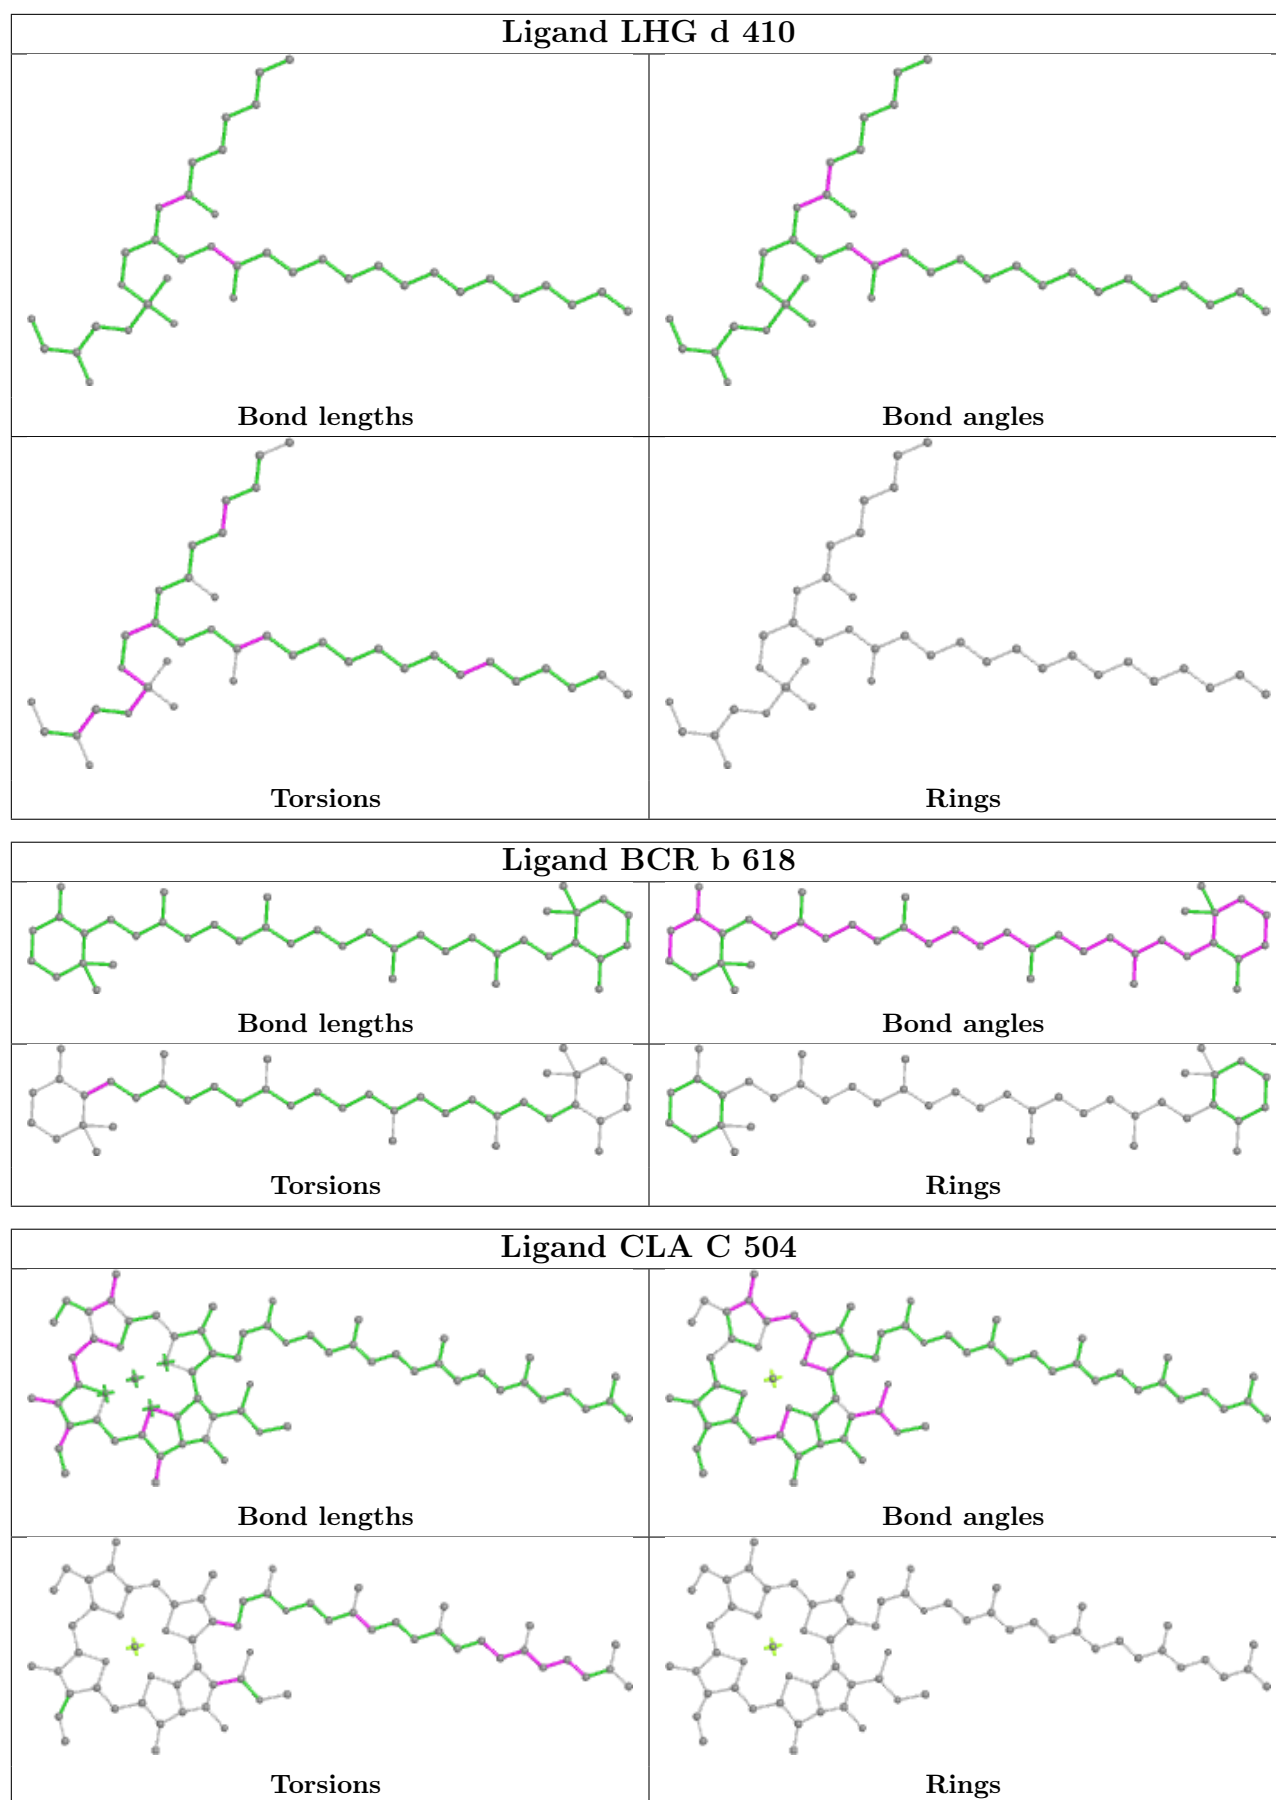 Ligand LHG d 410
Bond lengths
Bond angles
Torsions
Rings
Ligand BCR b 618
Bond lengths
Bond angles
Torsions
Rings
Ligand CLA C 504
Bond lengths
Bond angles
Torsions
Rings